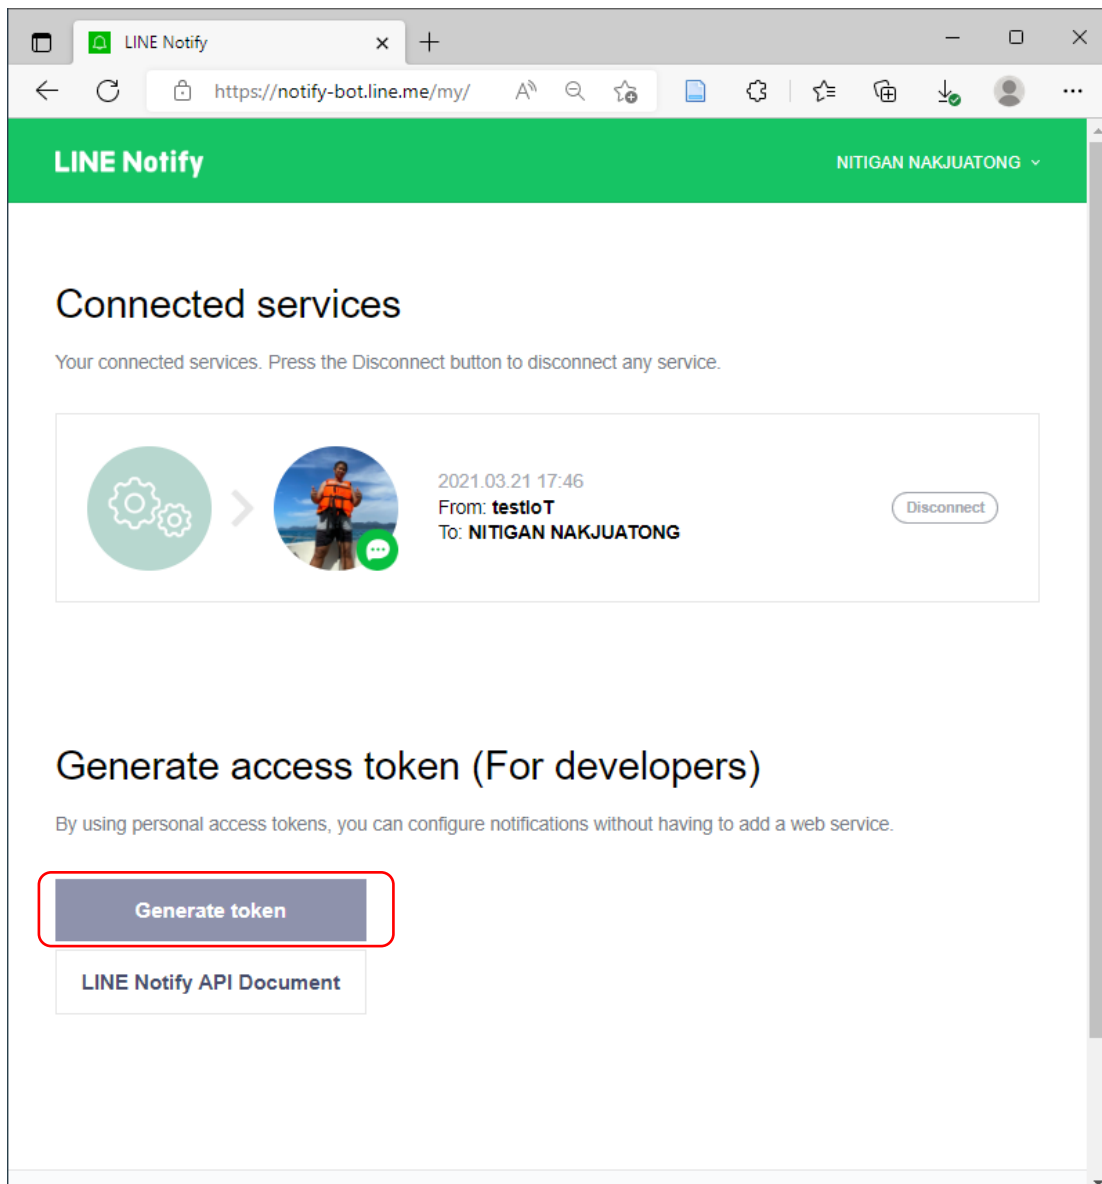 LINE Notify
https://notify-bot.line.me/my/
LINE Notify
NITIGAN NAKJUATONG
Connected services
Your connected services. Press the Disconnect button to disconnect any service.
2021.03.21 17:46
From: testIoT
To: NITIGAN NAKJUATONG
Disconnect
Generate access token (For developers)
By using personal access tokens, you can configure notifications without having to add a web service.
Generate token
LINE Notify API Document